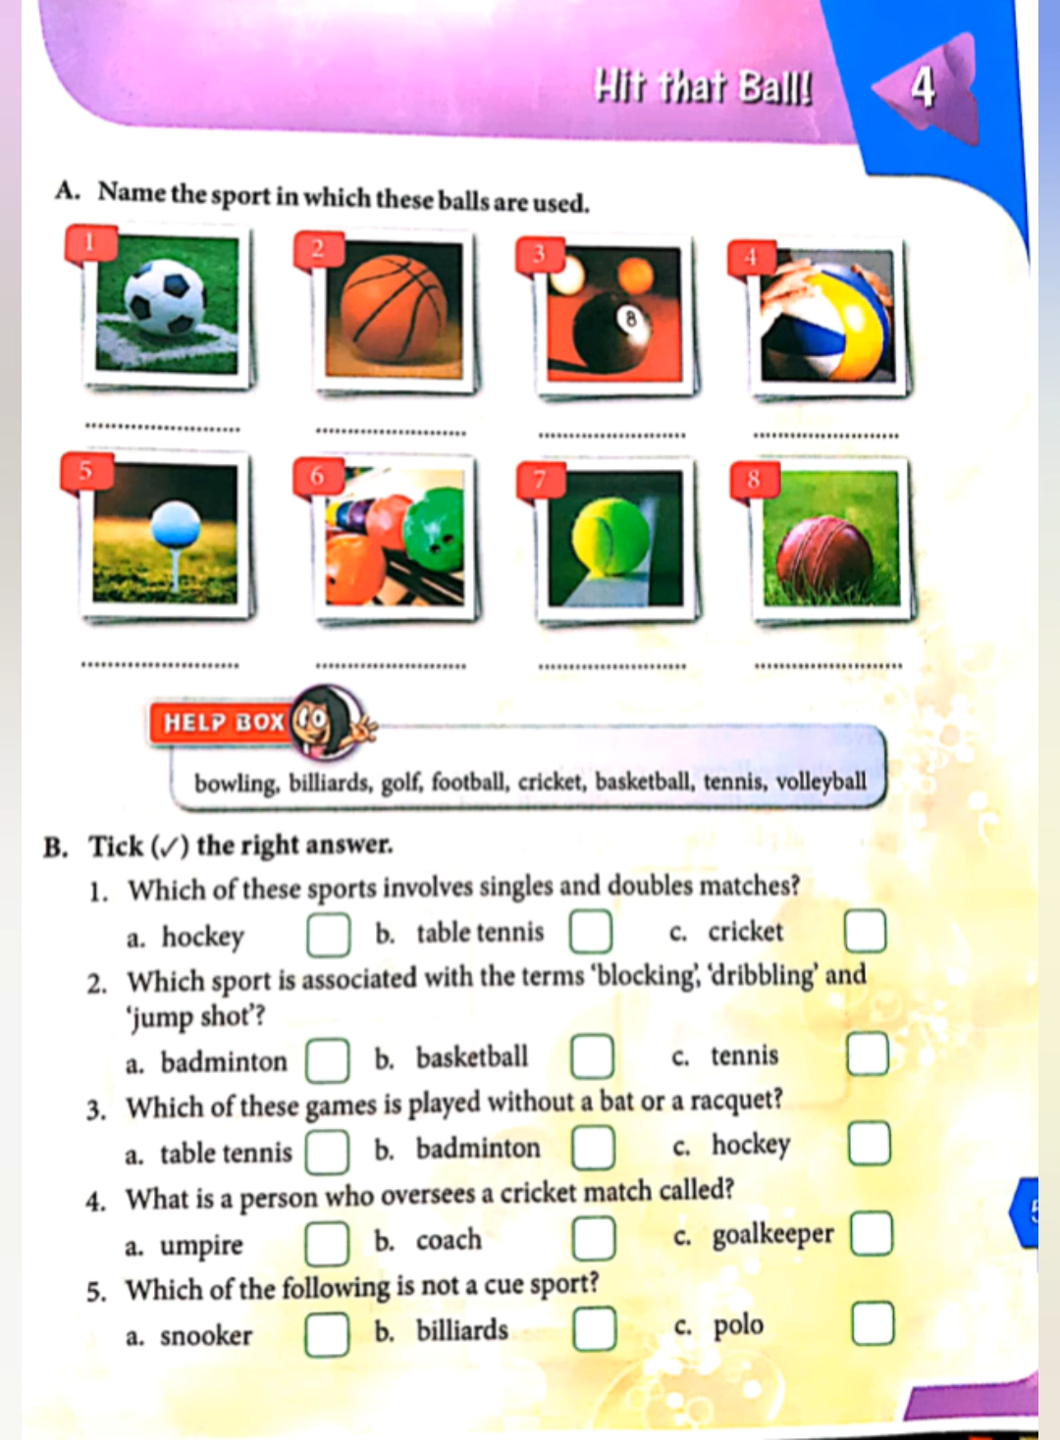 Hit that Ball!
4
A. Name the sport in which these balls are used.
1
2
3
8
4
........................
........................
........................
........................
5
6
7
8
........................
........................
........................
........................
HELP BOX
bowling, billiards, golf, football, cricket, basketball, tennis, volleyball
B. Tick (✓) the right answer.
1. Which of these sports involves singles and doubles matches?
a. hockey b. table tennis c. cricket
2. Which sport is associated with the terms ‘blocking’, ‘dribbling’ and
‘jump shot’?
a. badminton b. basketball c. tennis
3. Which of these games is played without a bat or a racquet?
a. table tennis b. badminton c. hockey
4. What is a person who oversees a cricket match called?
a. umpire b. coach c. goalkeeper
5. Which of the following is not a cue sport?
a. snooker b. billiards c. polo